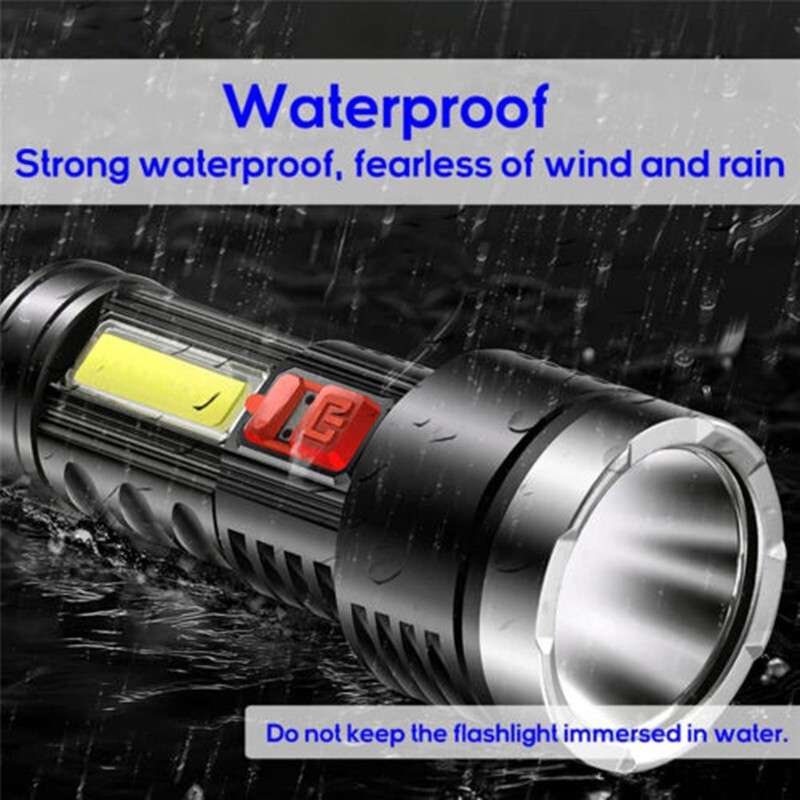 Waterproof
Strong waterproof, fearless of wind and rain
Do not keep the flashlight immersed in water.